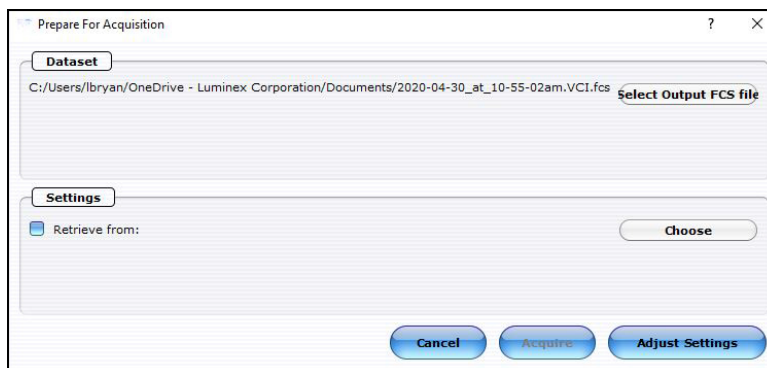 Prepare For Acquisition
?
Dataset
C:/Users/lbryan/OneDrive - Luminex Corporation/Documents/2020-04-30_at_10-55-02am.VCI.fcs
Select Output FCS file
Settings
Retrieve from:
Choose
Cancel
Acquire
Adjust Settings